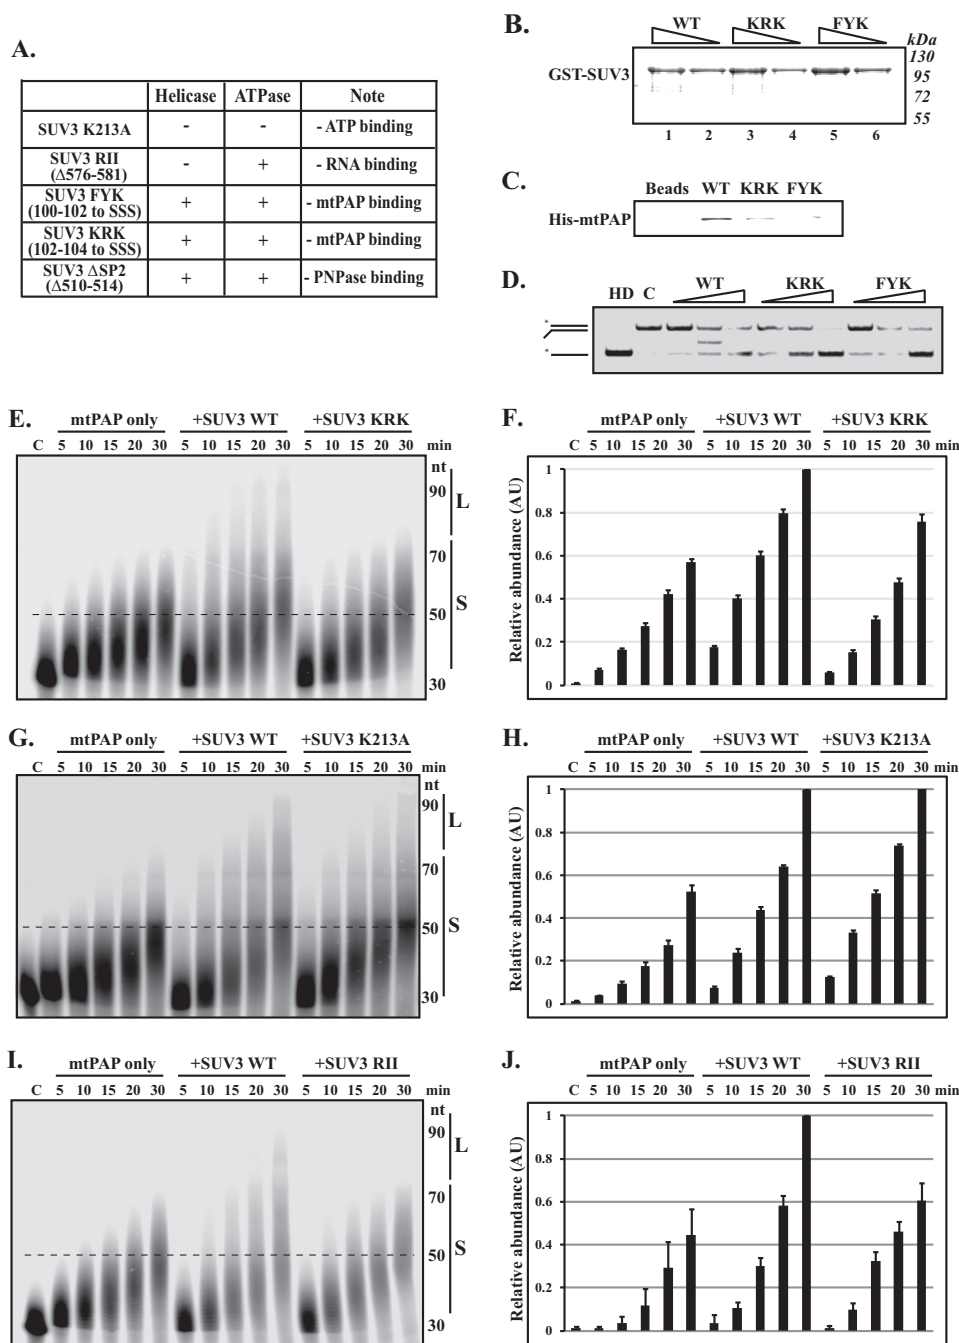 A.
Helicase ATPase Note
SUV3 K213A - - - ATP binding
SUV3 RII
(Δ576-581) - + - RNA binding
SUV3 FYK
(100-102 to SSS) + + - mtPAP binding
SUV3 KRK
(102-104 to SSS) + + - mtPAP binding
SUV3 ΔSP2
(Δ510-514) + + - PNPase binding
B.
WT KRK FYK
kDa
GST-SUV3
130
95
72
55
1 2 3 4 5 6
C.
Beads WT KRK FYK
His-mtPAP
D.
HD C WT KRK FYK
*
*
E.
mtPAP only +SUV3 WT +SUV3 KRK
C 5 10 15 20 30 5 10 15 20 30 5 10 15 20 30 min
nt
90
L
70
S
50
30
F.
mtPAP only +SUV3 WT +SUV3 KRK
C 5 10 15 20 30 5 10 15 20 30 5 10 15 20 30 min
Relative abundance (AU)
1
0.8
0.6
0.4
0.2
0
G.
mtPAP only +SUV3 WT +SUV3 K213A
C 5 10 15 20 30 5 10 15 20 30 5 10 15 20 30 min
nt
90
L
70
50 S
30
H.
mtPAP only +SUV3 WT +SUV3 K213A
C 5 10 15 20 30 5 10 15 20 30 5 10 15 20 30 min
Relative abundance (AU)
1
0.8
0.6
0.4
0.2
0
I.
mtPAP only +SUV3 WT +SUV3 RII
C 5 10 15 20 30 5 10 15 20 30 5 10 15 20 30 min
nt
90
L
70
50 S
30
J.
mtPAP only +SUV3 WT +SUV3 RII
C 5 10 15 20 30 5 10 15 20 30 5 10 15 20 30 min
Relative abundance (AU)
1
0.8
0.6
0.4
0.2
0